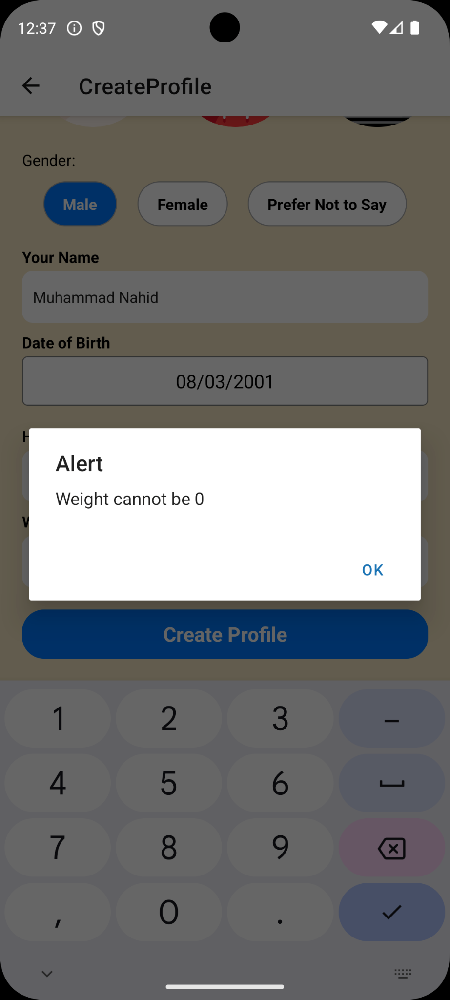 12:37
CreateProfile
Gender:
Male
Female
Prefer Not to Say
Your Name
Muhammad Nahid
Date of Birth
08/03/2001
H
Alert
Weight cannot be 0
W
OK
Create Profile
1 2 3 –
4 5 6
7 8 9
, 0 .